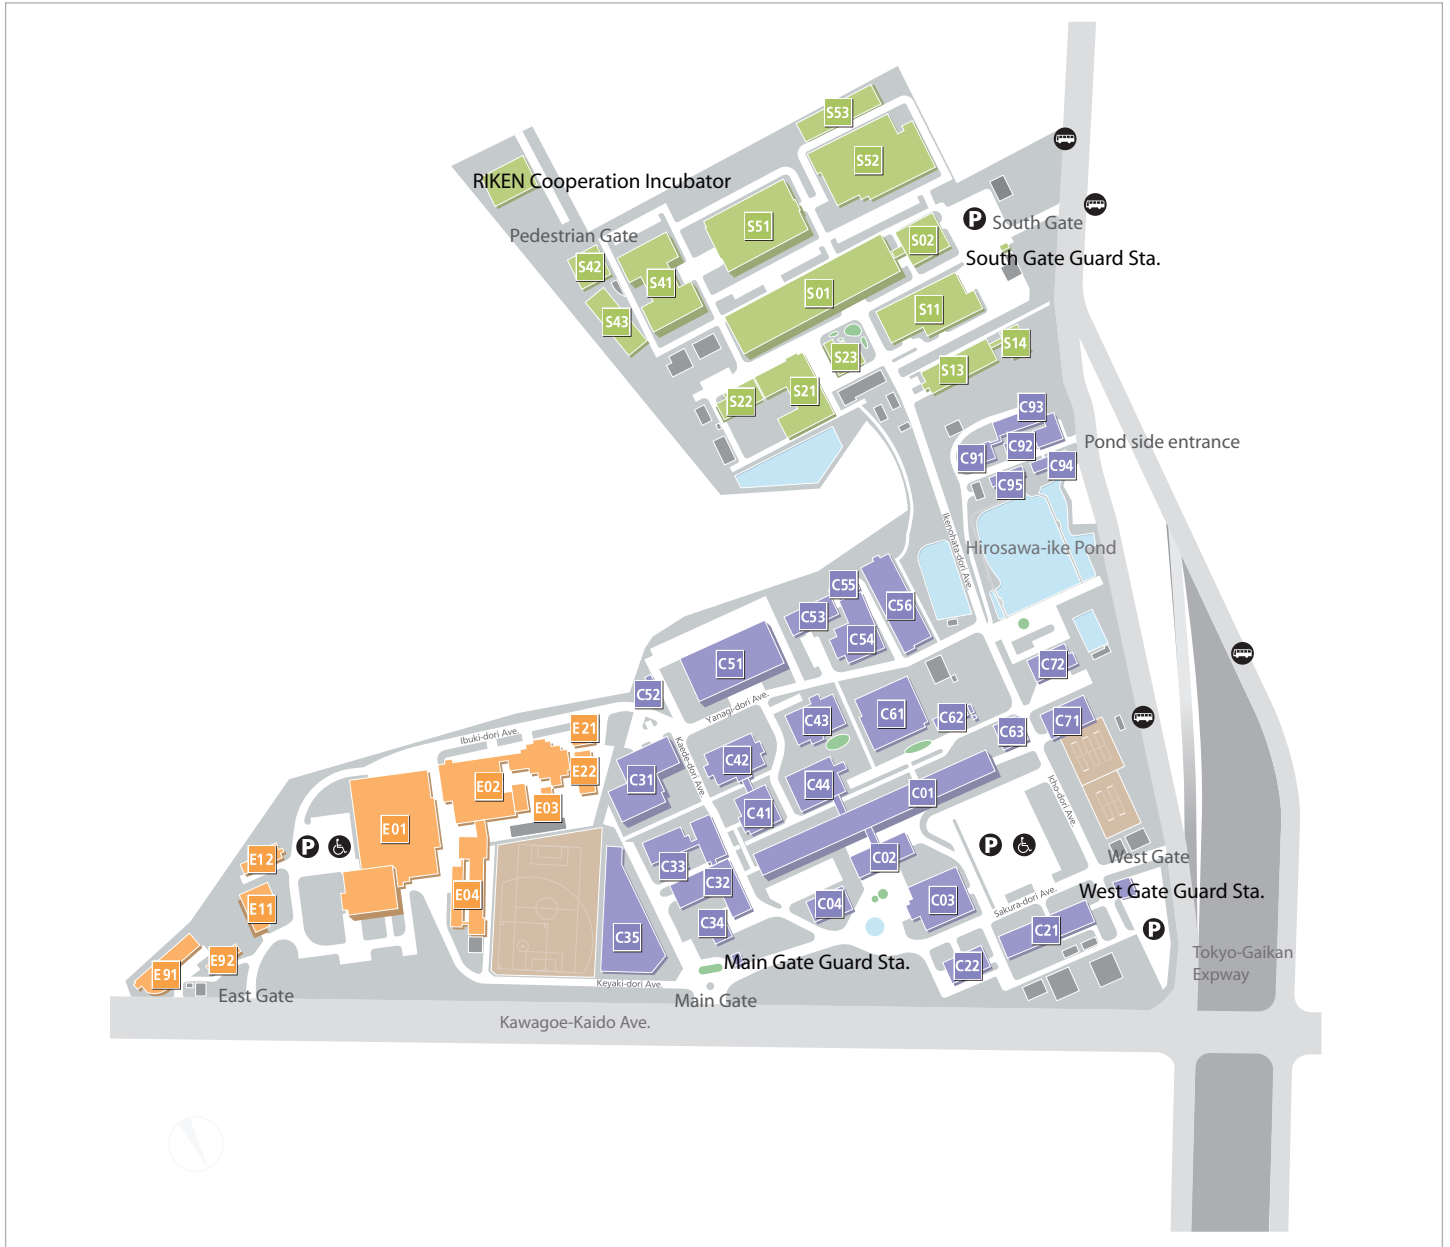 S53
S52
RIKEN Cooperation Incubator
P
South Gate
S51
Pedestrian Gate
S02
South Gate Guard Sta.
S42
S41
S01
S43
S11
S14
S23
S13
S22
S21
C93
C92
Pond side entrance
C91
C94
C95
Ikenohata-dori Ave.
Hirosawa-ike Pond
C55
C56
C53
C54
C51
C72
C52
Yanagi-dori Ave.
C43
C61
C62
C71
C63
E21
Ibuki-dori Ave.
Kaede-dori Ave.
C42
E22
C31
E02
C44
C01
Icho-dori Ave.
E03
C41
E01
P
P
E12
C02
West Gate
C33
C32
West Gate Guard Sta.
E04
C04
C03
Sakura-dori Ave.
E11
C34
C35
C21
P
E92
E91
Main Gate Guard Sta.
C22
Tokyo-Gaikan
Expway
Keyaki-dori Ave.
East Gate
Main Gate
Kawagoe-Kaido Ave.